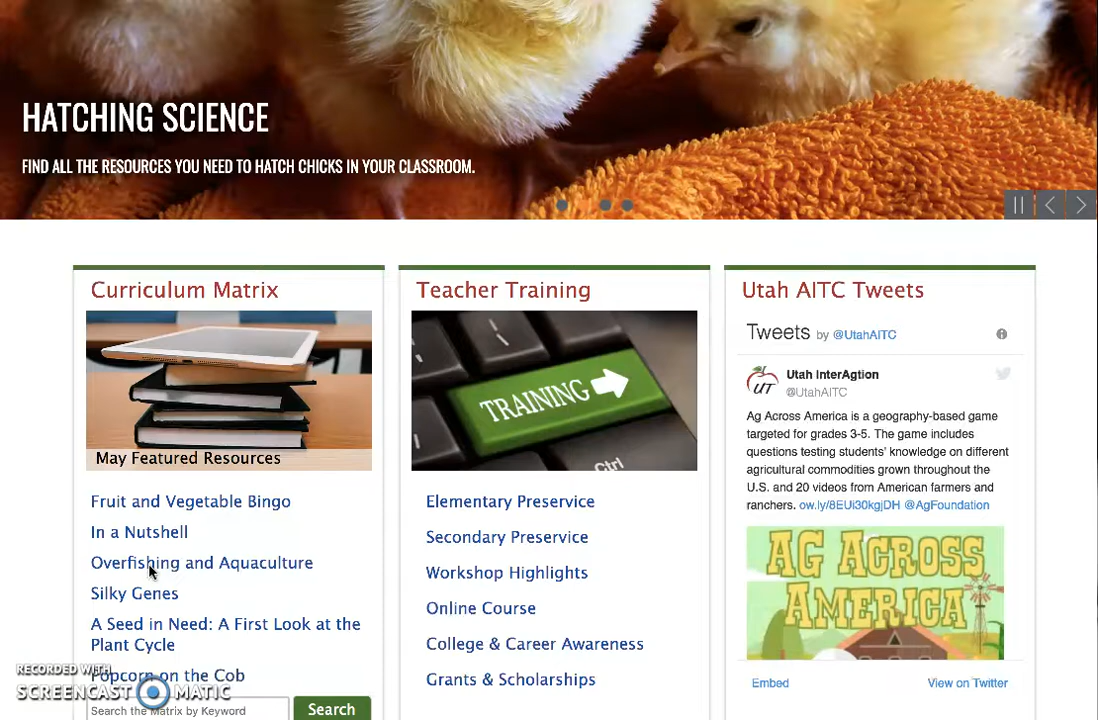 HATCHING SCIENCE
FIND ALL THE RESOURCES YOU NEED TO HATCH CHICKS IN YOUR CLASSROOM.
Curriculum Matrix
May Featured Resources
Fruit and Vegetable Bingo
In a Nutshell
Overfishing and Aquaculture
Silky Genes
A Seed in Need: A First Look at the
Plant Cycle
Popcorn on the Cob
Search the Matrix by Keyword
Search
RECORDED WITH
SCREENCAST MATIC
Teacher Training
TRAINING
Ctrl
Elementary Preservice
Secondary Preservice
Workshop Highlights
Online Course
College & Career Awareness
Grants & Scholarships
Utah AITC Tweets
Tweets by @UtahAITC
UT
Utah InterAgtion
@UtahAITC
Ag Across America is a geography-based game
targeted for grades 3-5. The game includes
questions testing students' knowledge on different
agricultural commodities grown throughout the
U.S. and 20 videos from American farmers and
ranchers. ow.ly/8EUi30kgjDH @AgFoundation
AG ACROSS
AMERICA
Embed
View on Twitter